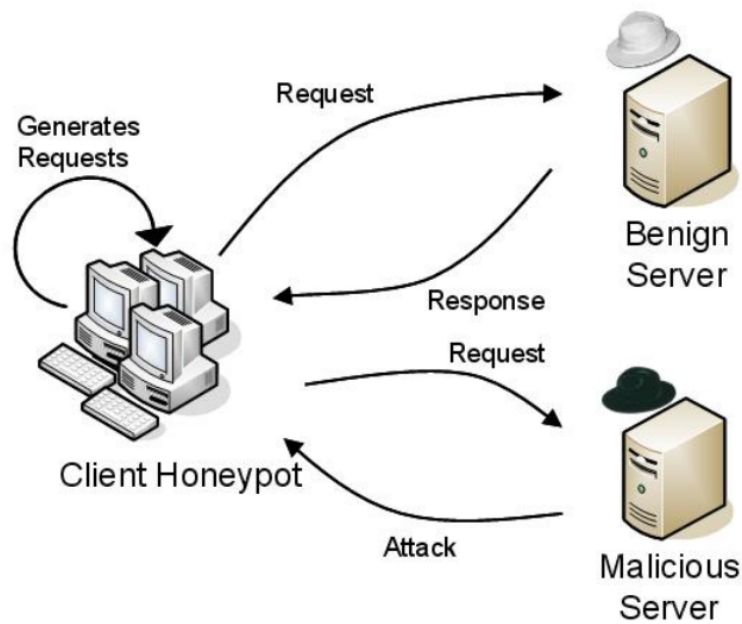 Request
Generates
Requests
Benign
Server
Response
Request
Client Honeypot
Attack
Malicious
Server